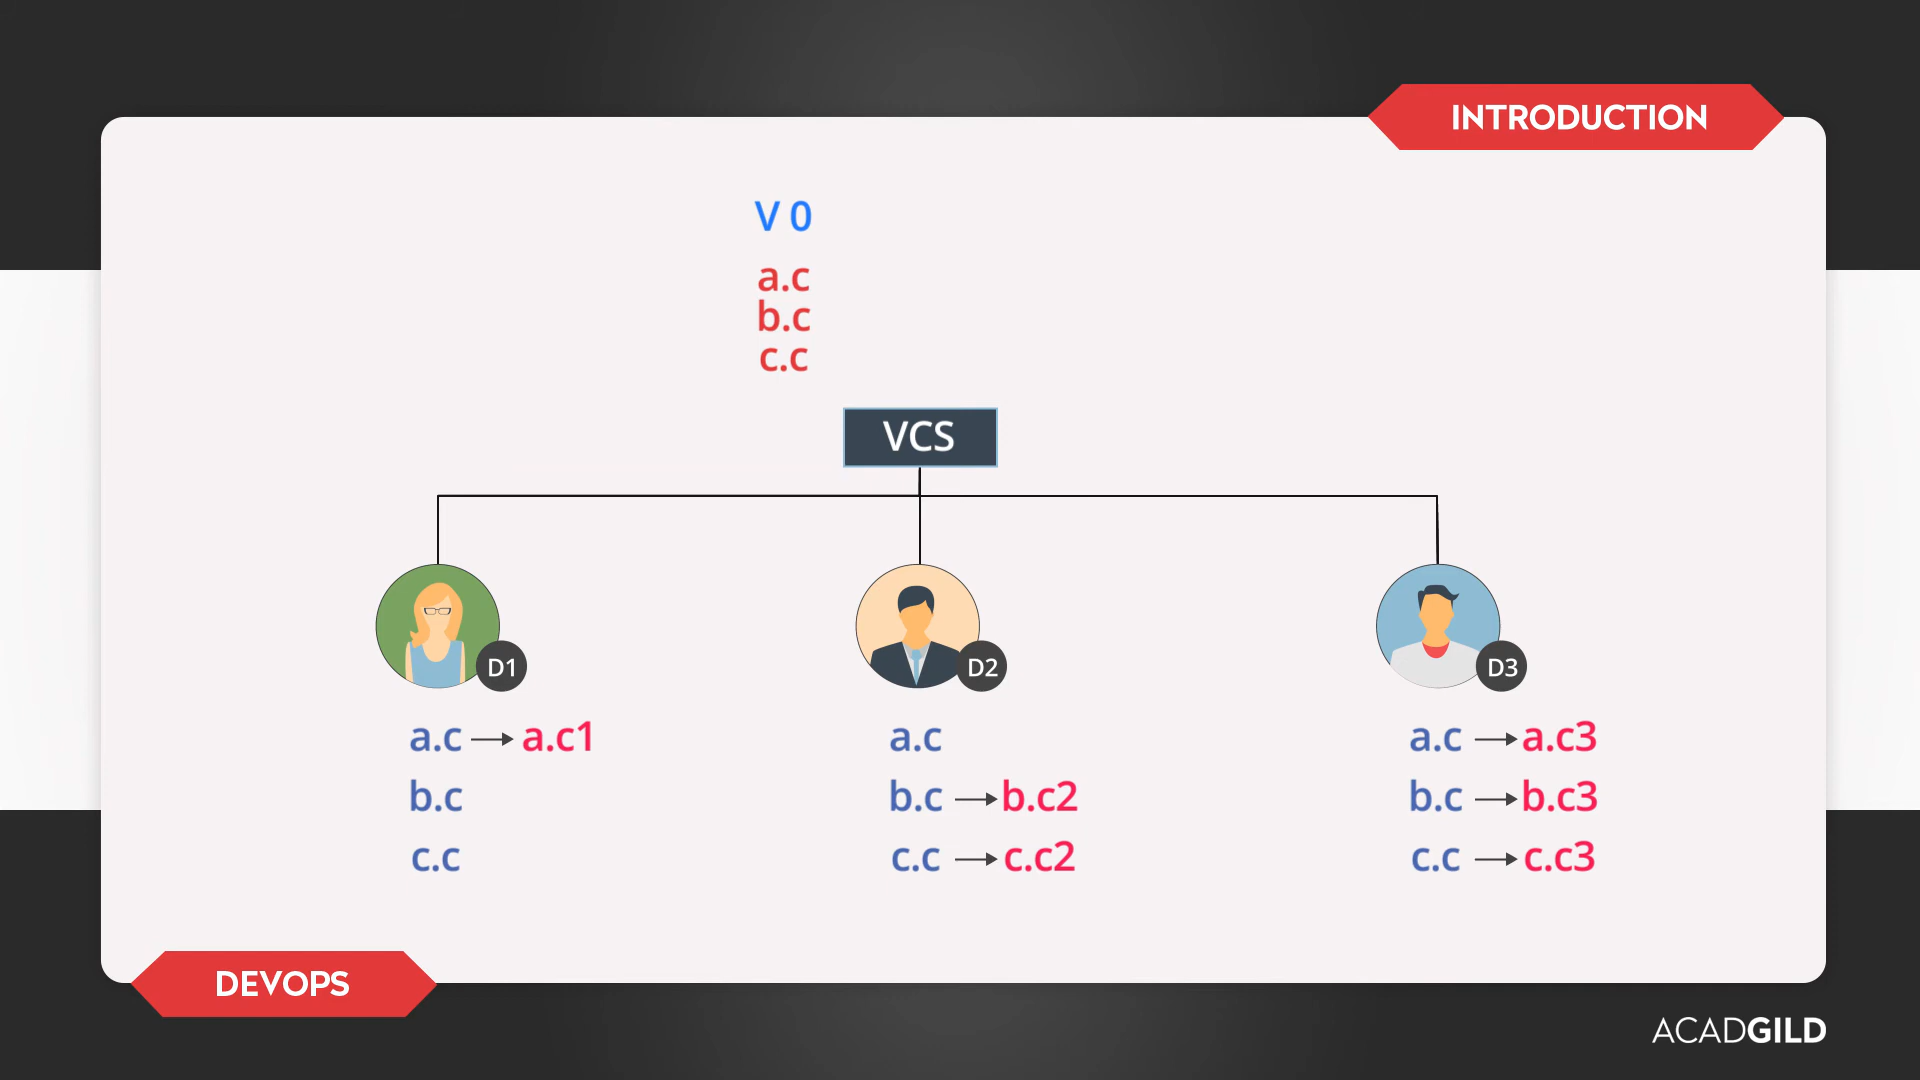 INTRODUCTION
V 0
a.c
b.c
c.c
VCS
D1
D2
D3
a.c → a.c1
b.c
c.c
a.c
b.c → b.c2
c.c → c.c2
a.c → a.c3
b.c → b.c3
c.c → c.c3
DEVOPS
ACADGILD